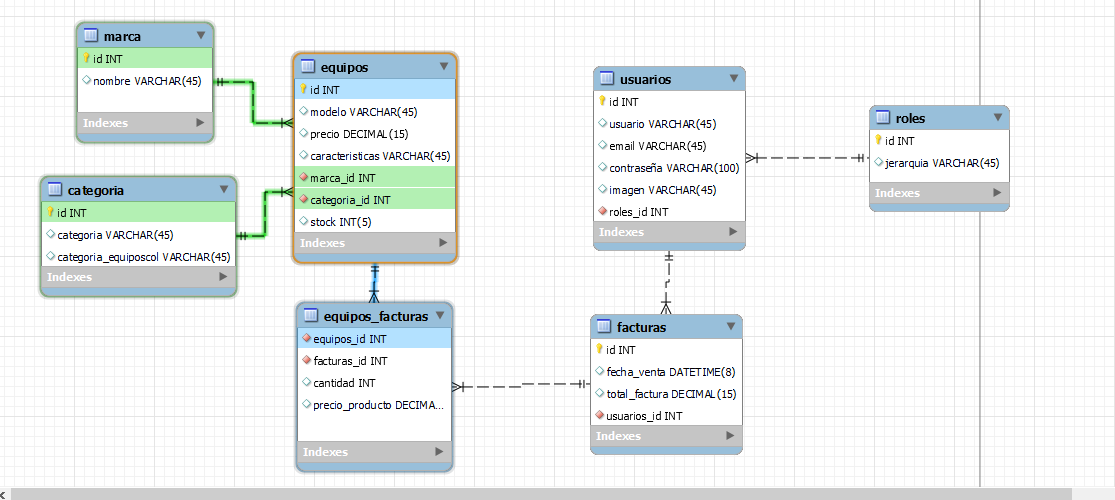 marca
id INT
nombre VARCHAR(45)
Indexes
categoria
id INT
categoria VARCHAR(45)
categoria_equiposcol VARCHAR(45)
Indexes
equipos
id INT
modelo VARCHAR(45)
precio DECIMAL(15)
caracteristicas VARCHAR(45)
marca_id INT
categoria_id INT
stock INT(5)
Indexes
equipos_facturas
equipos_id INT
facturas_id INT
cantidad INT
precio_producto DECIMA...
Indexes
usuarios
id INT
usuario VARCHAR(45)
email VARCHAR(45)
contraseña VARCHAR(100)
imagen VARCHAR(45)
roles_id INT
Indexes
facturas
id INT
fecha_venta DATETIME(8)
total_factura DECIMAL(15)
usuarios_id INT
Indexes
roles
id INT
jerarquia VARCHAR(45)
Indexes